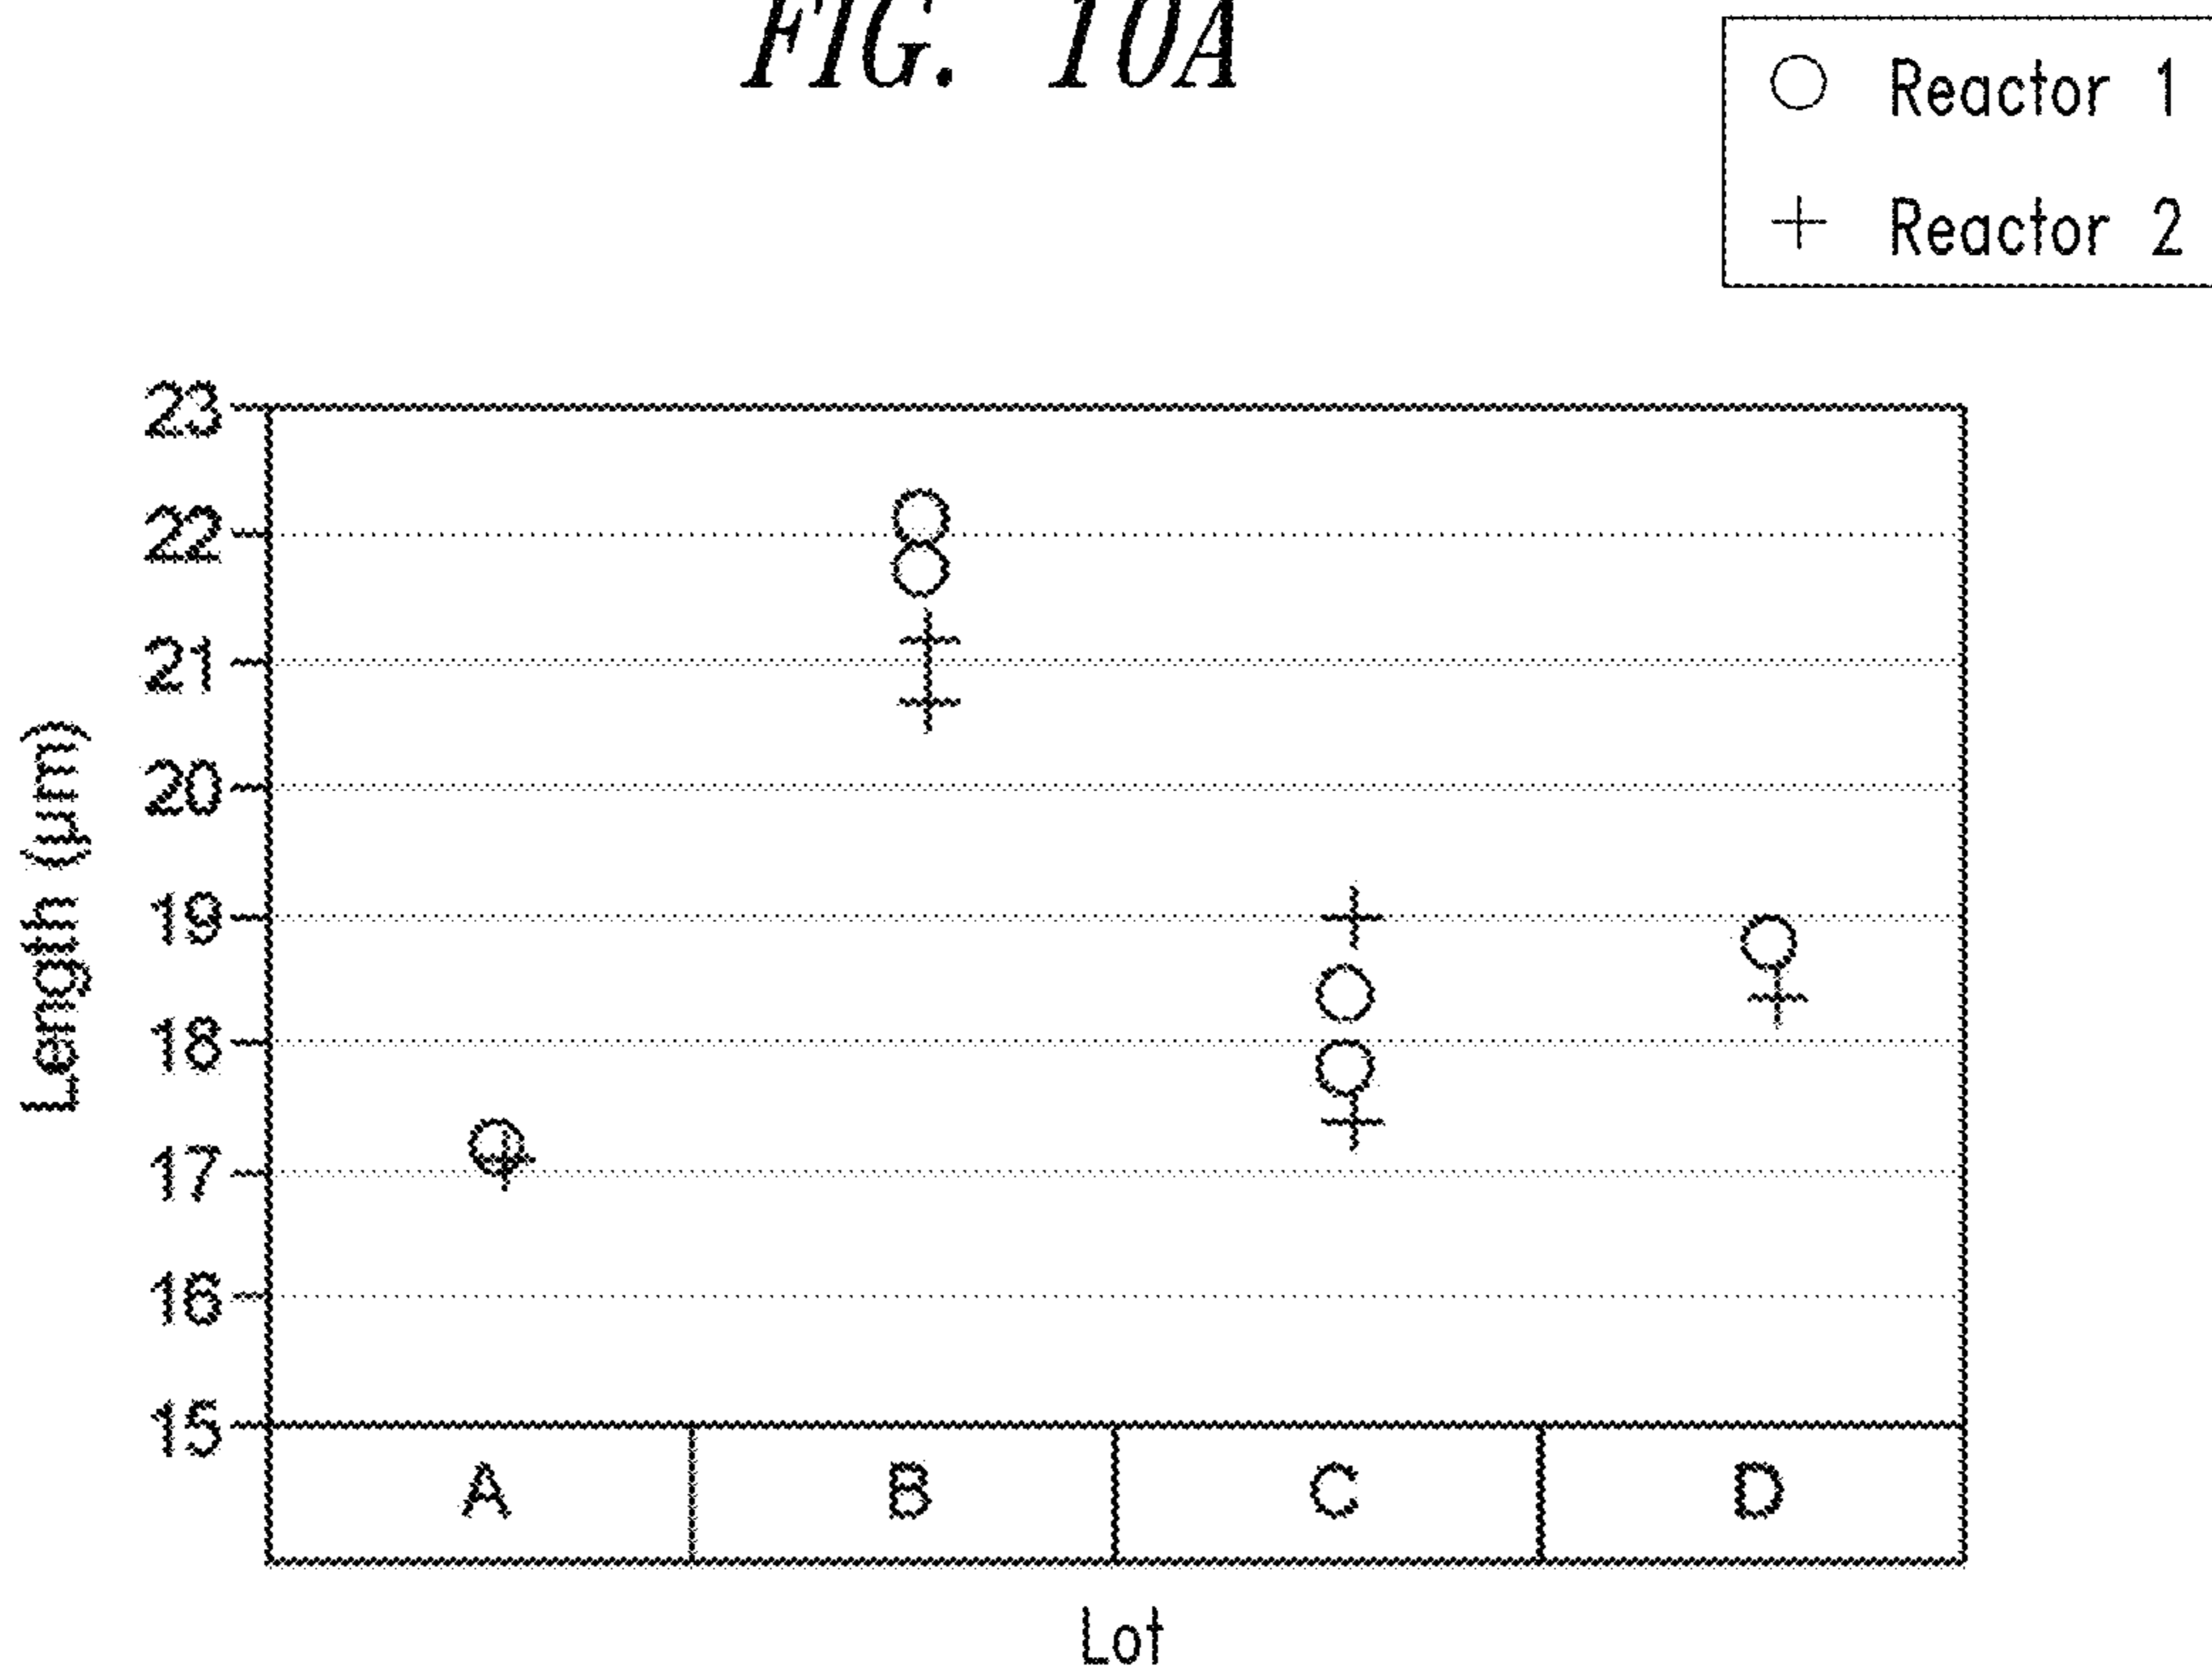 FIG. 10A
Reactor 1
Reactor 2
23
22
21
20
19
18
17
16
15
Length (µm)
A B C D
Lot